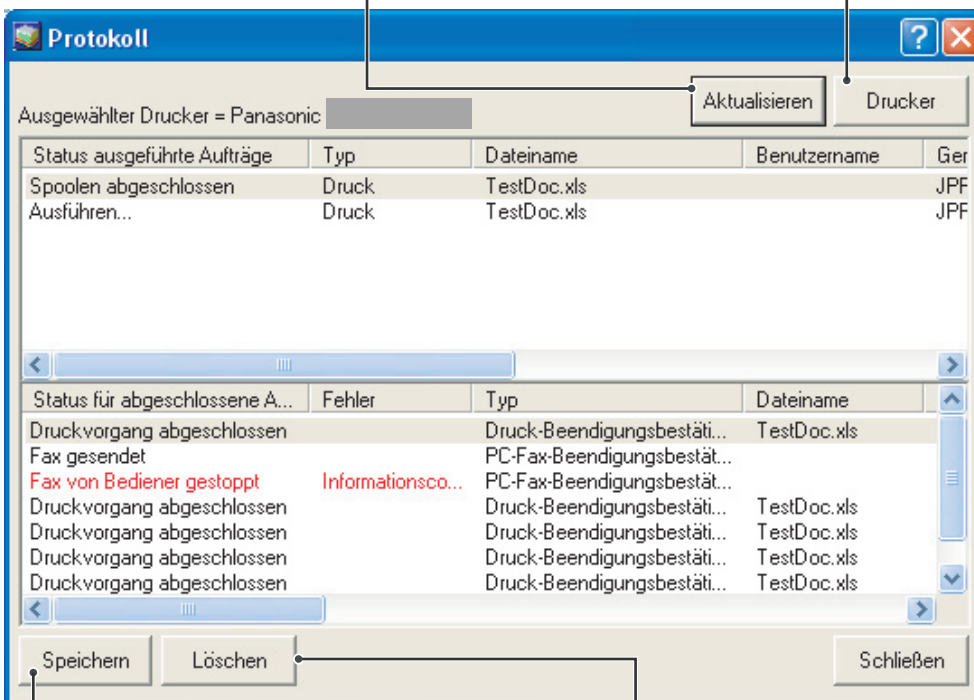 Protokoll
Aktualisieren Drucker
Ausgewählter Drucker = Panasonic
Status ausgeführte Aufträge Typ Dateiname Benutzername Ger
Spoolen abgeschlossen Druck TestDoc.xls JPF
Ausführen... Druck TestDoc.xls JPF
Status für abgeschlossene A... Fehler Typ Dateiname
Druckvorgang abgeschlossen Druck-Beendigungsbestäti... TestDoc.xls
Fax gesendet PC-Fax-Beendigungsbestät...
Fax von Bediener gestoppt Informationsco... PC-Fax-Beendigungsbestät...
Druckvorgang abgeschlossen Druck-Beendigungsbestäti... TestDoc.xls
Druckvorgang abgeschlossen Druck-Beendigungsbestäti... TestDoc.xls
Druckvorgang abgeschlossen Druck-Beendigungsbestäti... TestDoc.xls
Druckvorgang abgeschlossen Druck-Beendigungsbestäti... TestDoc.xls
Speichern Löschen Schließen